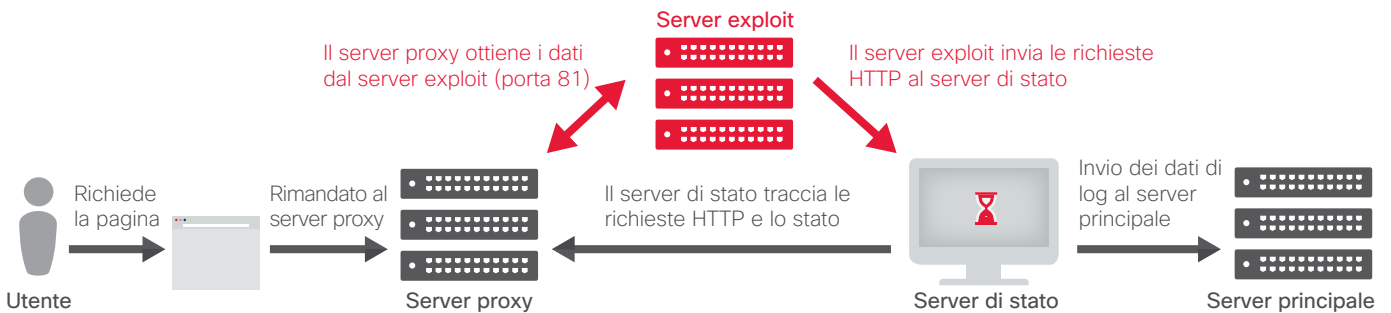 Server exploit
Il server proxy ottiene i dati
dal server exploit (porta 81)
Il server exploit invia le richieste
HTTP al server di stato
Richiede
la pagina
Rimandato al
server proxy
Il server di stato traccia le
richieste HTTP e lo stato
Invio dei dati di
log al server
principale
Utente
Server proxy
Server di stato
Server principale